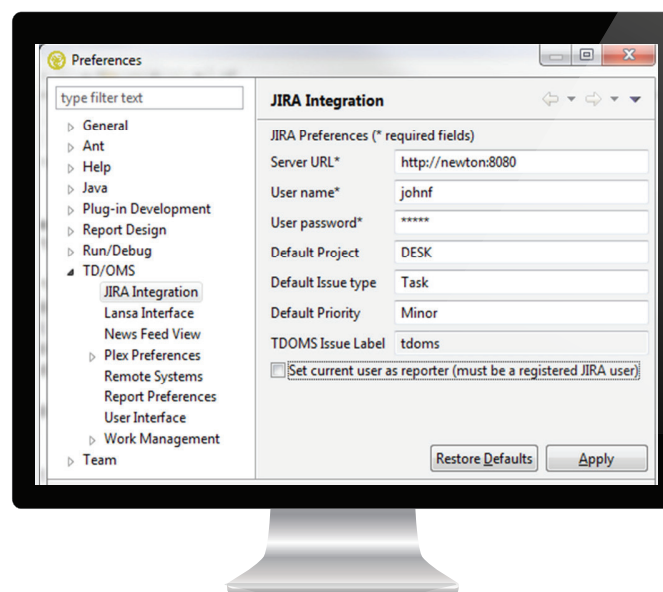 Preferences
type filter text
General
Ant
Help
Java
Plug-in Development
Report Design
Run/Debug
TD/OMS
JIRA Integration
Lansa Interface
News Feed View
Plex Preferences
Remote Systems
Report Preferences
User Interface
Work Management
Team
JIRA Integration
JIRA Preferences (* required fields)
Server URL* http://newton:8080
User name* johnf
User password* *****
Default Project DESK
Default Issue type Task
Default Priority Minor
TDOMS Issue Label tdoms
Set current user as reporter (must be a registered JIRA user)
Restore Defaults Apply